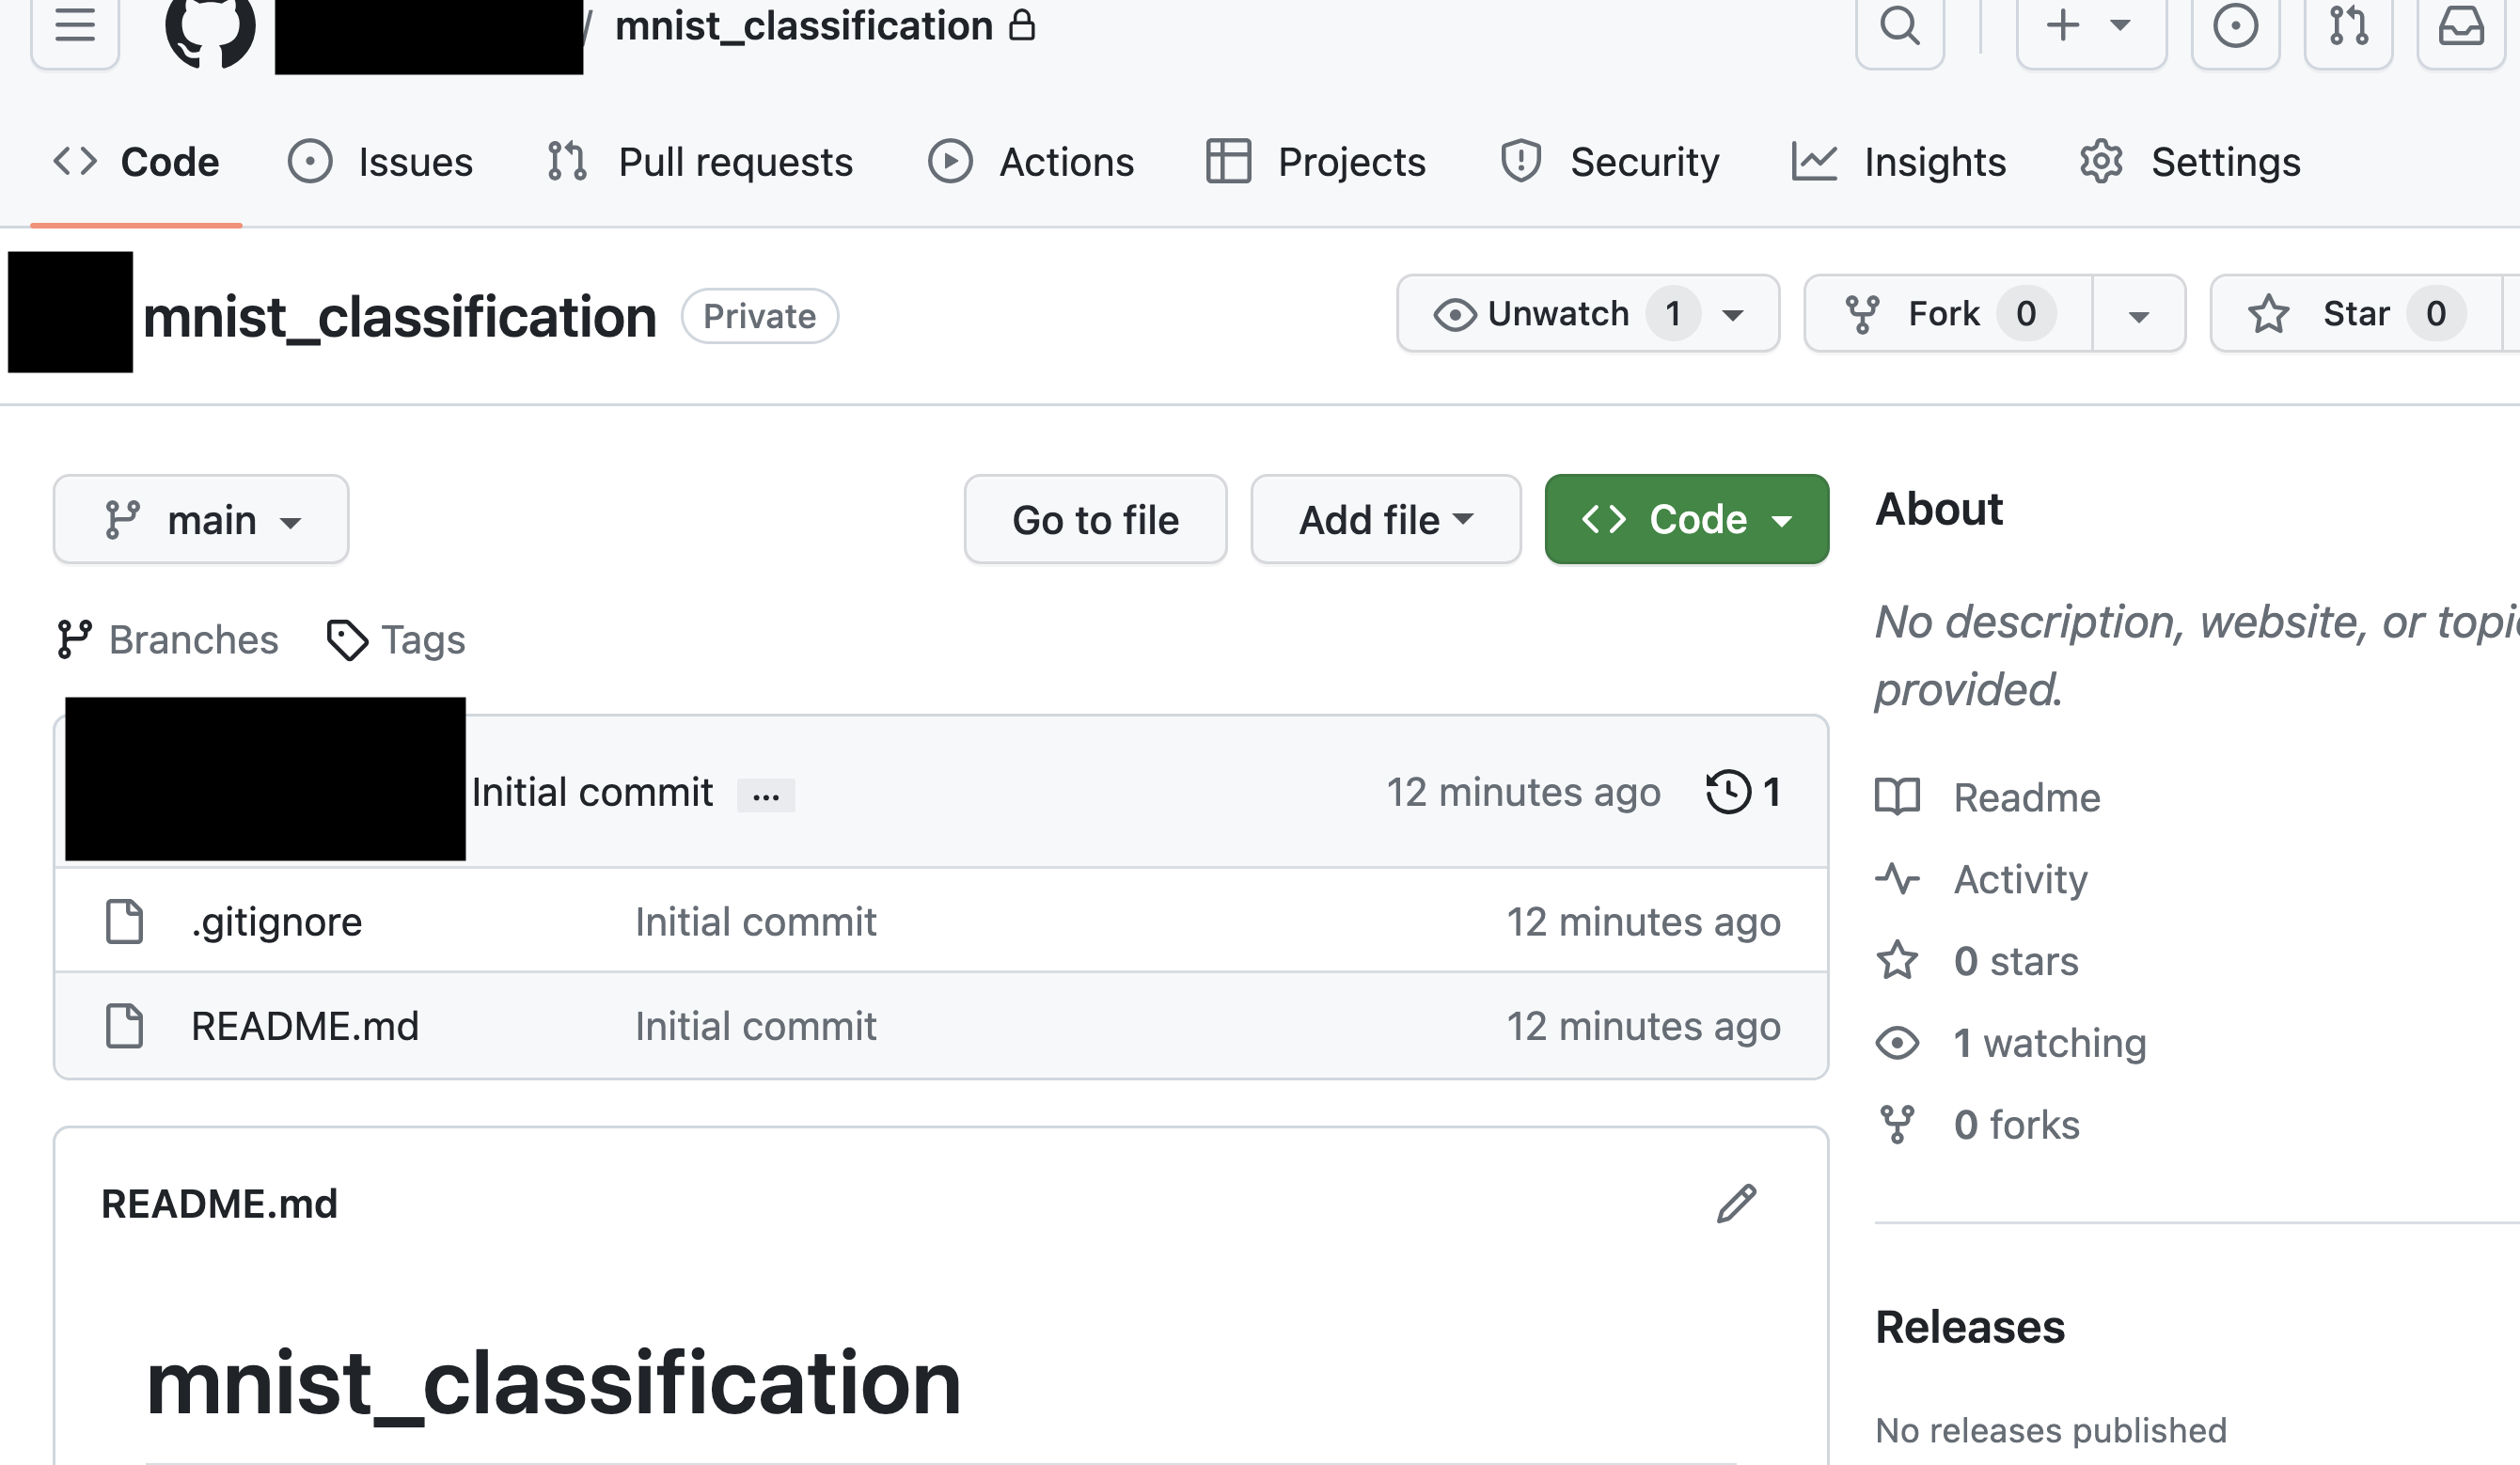 / mnist_classification
Code Issues Pull requests Actions Projects Security Insights Settings
mnist_classification Private Unwatch 1 Fork 0 Star 0
main Go to file Add file Code
Branches Tags
Initial commit ... 12 minutes ago 1
.gitignore Initial commit 12 minutes ago
README.md Initial commit 12 minutes ago
README.md
mnist_classification
About
No description, website, or
provided.
Readme
Activity
0 stars
1 watching
0 forks
Releases
No releases published